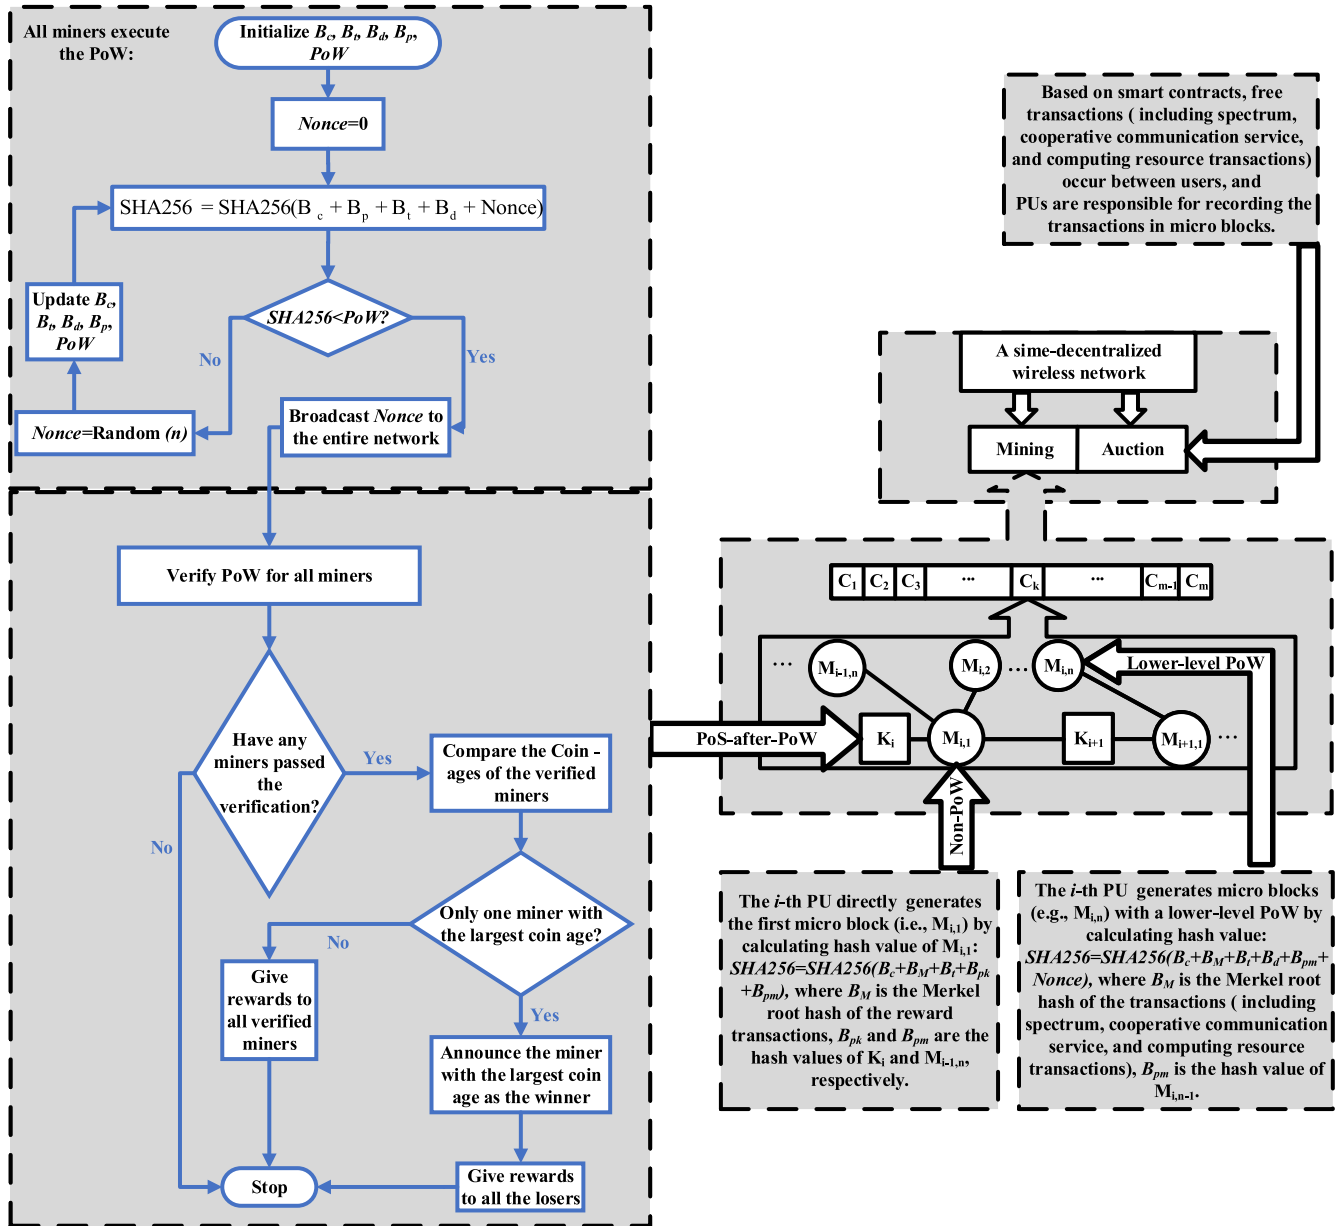 All miners execute
the PoW:
Initialize Bc, Bt, Bd, Bp,
PoW
Nonce=0
SHA256 = SHA256(B c + B p + B t + B d + Nonce)
Update Bc,
Bt, Bd, Bp,
PoW
SHA256<PoW?
No
Yes
Nonce=Random (n)
Broadcast Nonce to
the entire network
Verify PoW for all miners
Have any
miners passed
the
verification?
Yes
No
Compare the Coin -
ages of the verified
miners
Only one miner with
the largest coin age?
No
Yes
Give
rewards to
all verified
miners
Announce the miner
with the largest coin
age as the winner
Give rewards
to all the losers
Stop
Based on smart contracts, free
transactions ( including spectrum,
cooperative communication service,
and computing resource transactions)
occur between users, and
PUs are responsible for recording the
transactions in micro blocks.
A sime-decentralized
wireless network
Mining
Auction
C1 C2 C3 ... Ck ... Cm-1 Cm
... Mi-1,n Mi,2 ... Mi,n
Lower-level PoW
PoS-after-PoW
Ki Mi,1 Ki+1 Mi+1,1 ...
Non-PoW
The i-th PU directly generates
the first micro block (i.e., Mi,1) by
calculating hash value of Mi,1:
SHA256=SHA256(Bc+BM+Bt+Bpk
+Bpm), where BM is the Merkel
root hash of the reward
transactions, Bpk and Bpm are the
hash values of Ki and Mi-1,n,
respectively.
The i-th PU generates micro blocks
(e.g., Mi,n) with a lower-level PoW by
calculating hash value:
SHA256=SHA256(Bc+BM+Bt+Bd+Bpm+
Nonce), where BM is the Merkel root
hash of the transactions ( including
spectrum, cooperative communication
service, and computing resource
transactions), Bpm is the hash value of
Mi,n-1.